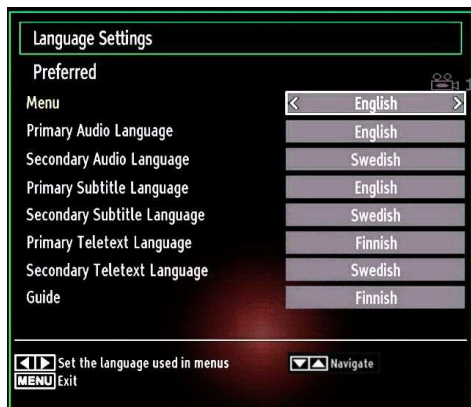 Language Settings
Preferred
Menu English
Primary Audio Language English
Secondary Audio Language Swedish
Primary Subtitle Language English
Secondary Subtitle Language Swedish
Primary Teletext Language Finnish
Secondary Teletext Language Swedish
Guide Finnish
Set the language used in menus Navigate
MENU Exit